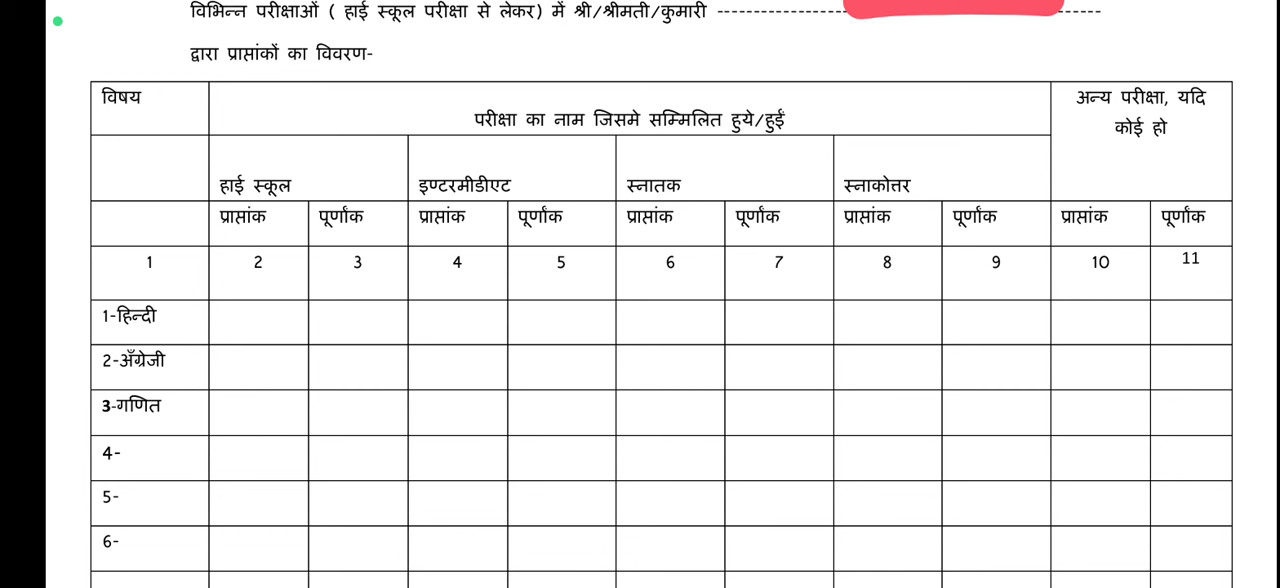 विभिन्न परीक्षाओं ( हाई स्कूल परीक्षा से लेकर) में श्री/श्रीमती/कुमारी ----------------------
द्वारा प्राप्तांकों का विवरण-
विषय
परीक्षा का नाम जिसमे सम्मिलित हुये/हुईं
अन्य परीक्षा, यदि
कोई हो
हाई स्कूल इण्टरमीडीएट स्नातक स्नाकोत्तर
प्राप्तांक पूर्णांक प्राप्तांक पूर्णांक प्राप्तांक पूर्णांक प्राप्तांक पूर्णांक प्राप्तांक पूर्णांक
1 2 3 4 5 6 7 8 9 10 11
1-हिन्दी
2-अँग्रेजी
3-गणित
4-
5-
6-